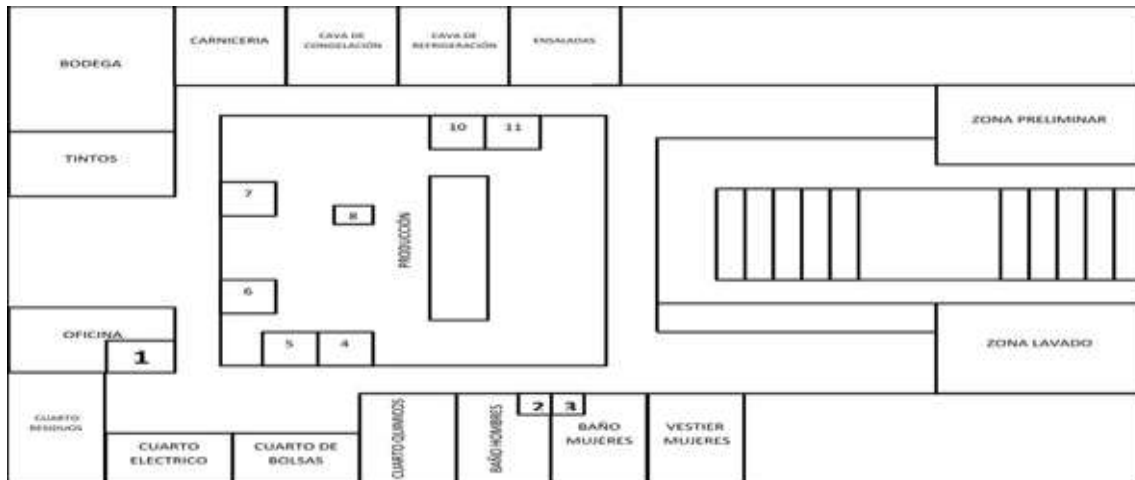 BODEGA
CARNICERIA
CAVA DE
CONGELACIÓN
CAVA DE
REFRIGERACIÓN
ENSALADAS
ZONA PRELIMINAR
TINTOS
10
11
7
8
PRODUCCIÓN
6
5
4
OFICINA
1
ZONA LAVADO
CUARTO
RESIDUOS
CUARTO
ELECTRICO
CUARTO DE
BOLSAS
CUARTO QUIMICOS
BAÑO HOMBRES
2
3
BAÑO
MUJERES
VESTIER
MUJERES